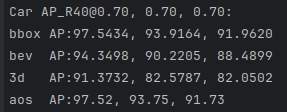 Car AP_R40@0.70, 0.70, 0.70:
bbox AP:97.5434, 93.9164, 91.9620
bev  AP:94.3498, 90.2205, 88.4899
3d   AP:91.3732, 82.5787, 82.0502
aos  AP:97.52, 93.75, 91.73